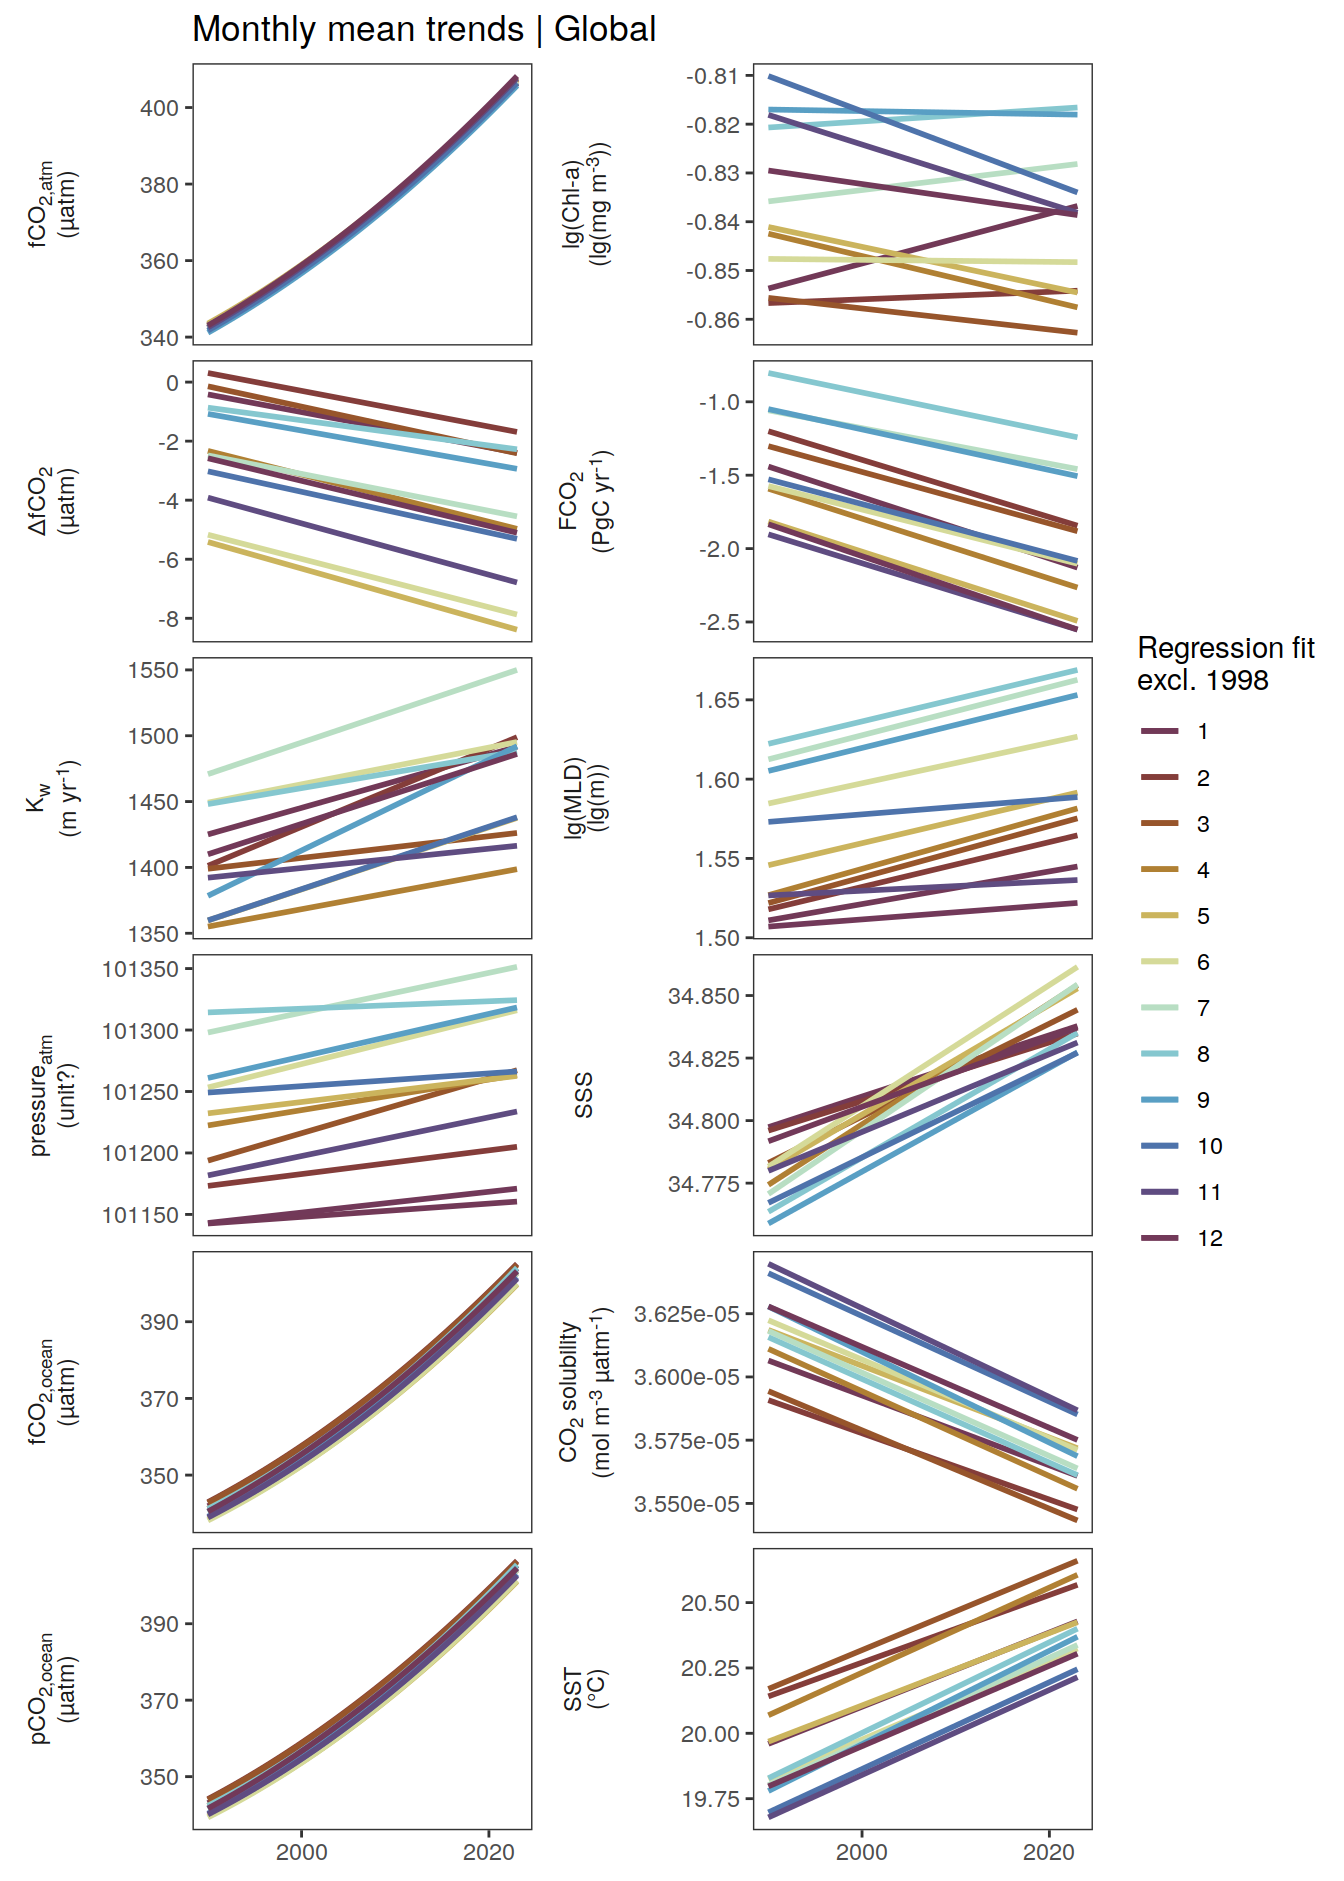 Monthly mean trends | Global
fCO2,atm
(µatm)
400
380
360
340
lg(Chl-a)
(lg(mg m-3))
-0.81
-0.82
-0.83
-0.84
-0.85
-0.86
ΔfCO2
(µatm)
0
-2
-4
-6
-8
FCO2
(PgC yr-1)
-1.0
-1.5
-2.0
-2.5
Kw
(m yr-1)
1550
1500
1450
1400
1350
lg(MLD)
(lg(m))
1.65
1.60
1.55
1.50
pressureatm
(unit?)
101350
101300
101250
101200
101150
SSS
34.850
34.825
34.800
34.775
fCO2,ocean
(µatm)
390
370
350
CO2 solubility
(mol m-3 µatm-1)
3.625e-05
3.600e-05
3.575e-05
3.550e-05
pCO2,ocean
(µatm)
390
370
350
2000
2020
SST
(°C)
20.50
20.25
20.00
19.75
2000
2020
Regression fit
excl. 1998
1
2
3
4
5
6
7
8
9
10
11
12